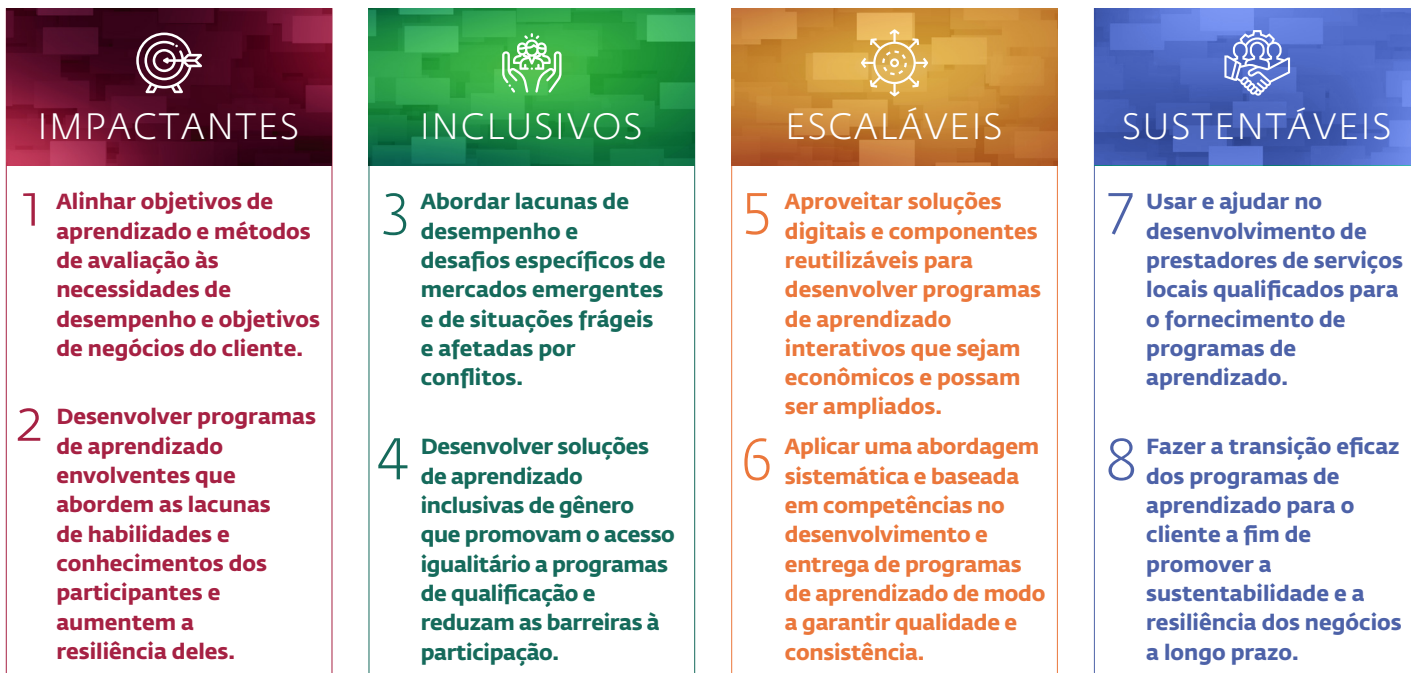 IMPACTANTES
1 Alinhar objetivos de
aprendizado e métodos
de avaliação às
necessidades de
desempenho e objetivos
de negócios do cliente.
2 Desenvolver programas
de aprendizado
envolventes que
abordem as lacunas
de habilidades e
conhecimentos dos
participantes e
aumentem a
resiliência deles.
INCLUSIVOS
3 Abordar lacunas de
desempenho e
desafios específicos de
mercados emergentes
e de situações frágeis
e afetadas por
conflitos.
4 Desenvolver soluções
de aprendizado
inclusivas de gênero
que promovam o acesso
igualitário a programas
de qualificação e
reduzam as barreiras à
participação.
ESCALÁVEIS
5 Aproveitar soluções
digitais e componentes
reutilizáveis para
desenvolver programas
de aprendizado
interativos que sejam
econômicos e possam
ser ampliados.
6 Aplicar uma abordagem
sistemática e baseada
em competências no
desenvolvimento e
entrega de programas
de aprendizado de modo
a garantir qualidade e
consistência.
SUSTENTÁVEIS
7 Usar e ajudar no
desenvolvimento de
prestadores de serviços
locais qualificados para
o fornecimento de
programas de
aprendizado.
8 Fazer a transição eficaz
dos programas de
aprendizado para o
cliente a fim de
promover a
sustentabilidade e a
resiliência dos negócios
a longo prazo.